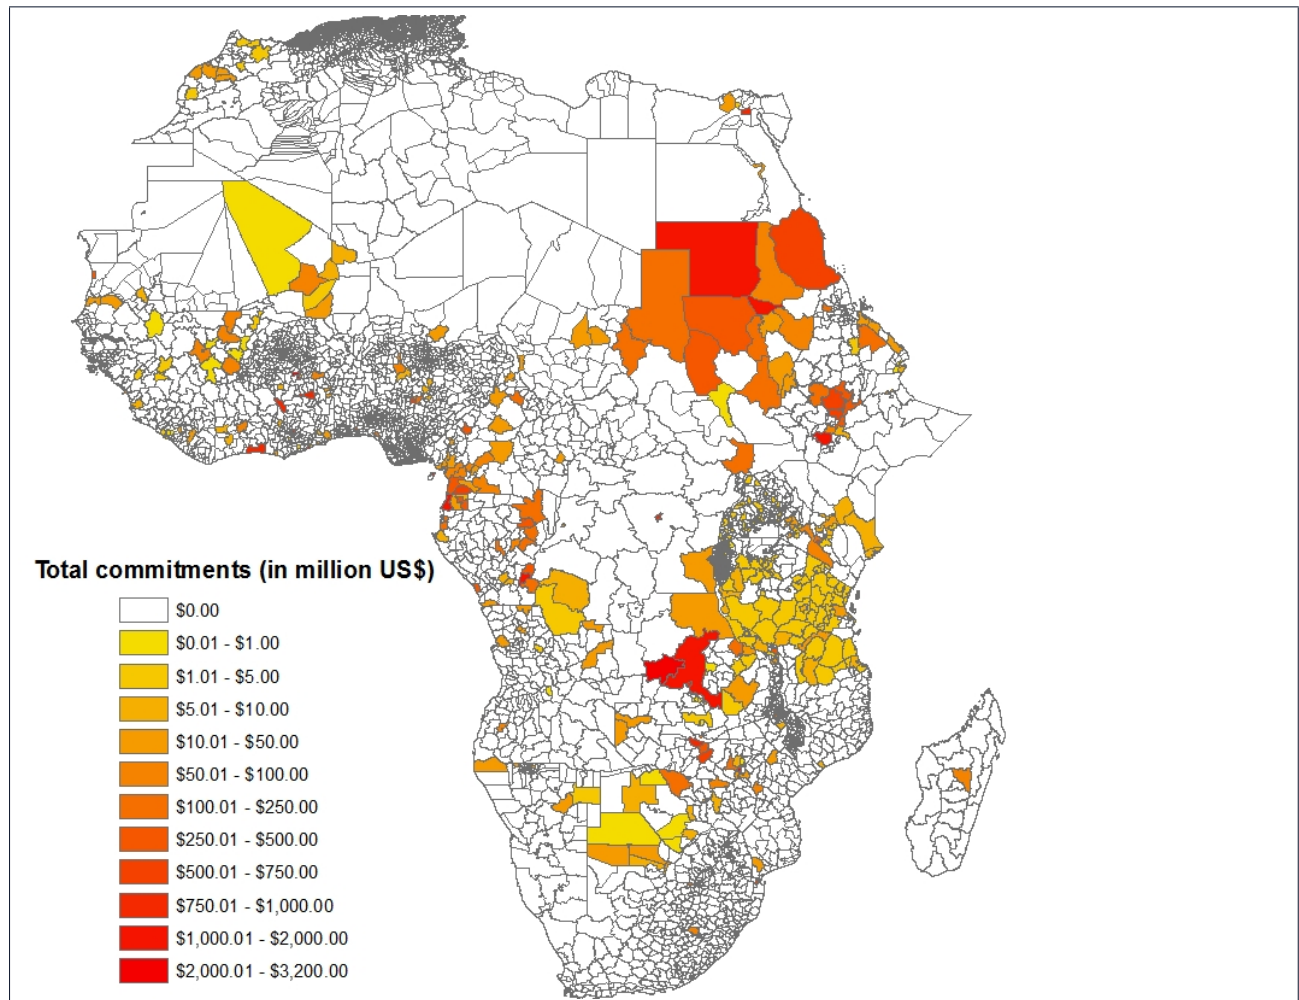 Total commitments (in million US$)
$0.00
$0.01 - $1.00
$1.01 - $5.00
$5.01 - $10.00
$10.01 - $50.00
$50.01 - $100.00
$100.01 - $250.00
$250.01 - $500.00
$500.01 - $750.00
$750.01 - $1,000.00
$1,000.01 - $2,000.00
$2,000.01 - $3,200.00